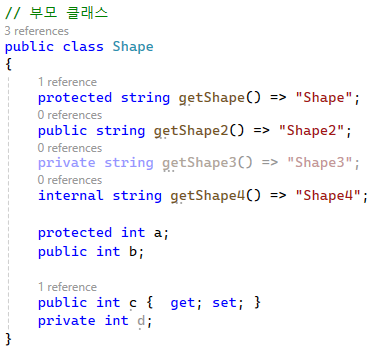 // 부모 클래스
3 references
public class Shape
{
1 reference
protected string getShape() => "Shape";
0 references
public string getShape2() => "Shape2";
0 references
private string getShape3() => "Shape3";
0 references
internal string getShape4() => "Shape4";
protected int a;
public int b;
1 reference
public int c {  get; set; }
private int d;
}